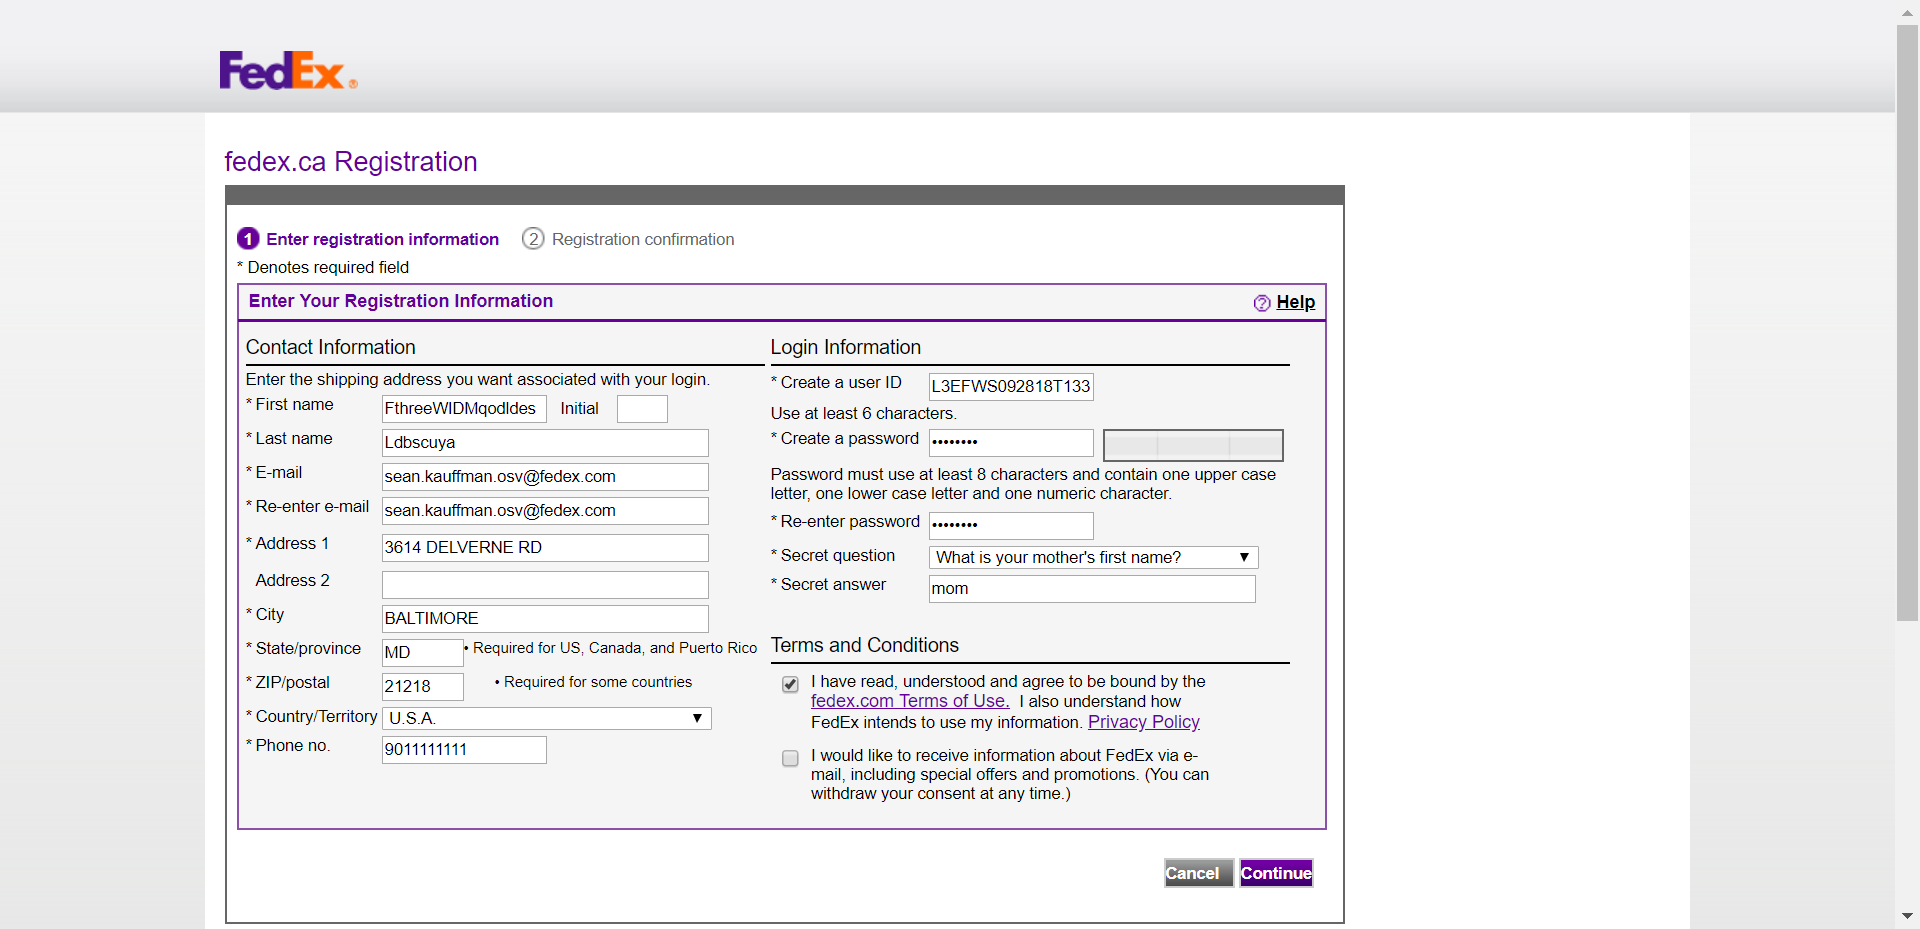 FedEx®
fedex.ca Registration
1 Enter registration information 2 Registration confirmation
* Denotes required field
Enter Your Registration Information
? Help
Contact Information
Enter the shipping address you want associated with your login.
* First name FthreeWIDMqodldes Initial
* Last name Ldbscuya
* E-mail sean.kauffman.osv@fedex.com
* Re-enter e-mail sean.kauffman.osv@fedex.com
* Address 1 3614 DELVERNE RD
Address 2
* City BALTIMORE
* State/province MD • Required for US, Canada, and Puerto Rico
* ZIP/postal 21218 • Required for some countries
* Country/Territory U.S.A.
* Phone no. 9011111111
Login Information
* Create a user ID L3EFWS092818T133
Use at least 6 characters.
* Create a password ••••••••
Password must use at least 8 characters and contain one upper case
letter, one lower case letter and one numeric character.
* Re-enter password ••••••••
* Secret question What is your mother's first name?
* Secret answer mom
Terms and Conditions
I have read, understood and agree to be bound by the
fedex.com Terms of Use. I also understand how
FedEx intends to use my information. Privacy Policy
I would like to receive information about FedEx via e-
mail, including special offers and promotions. (You can
withdraw your consent at any time.)
Cancel Continue